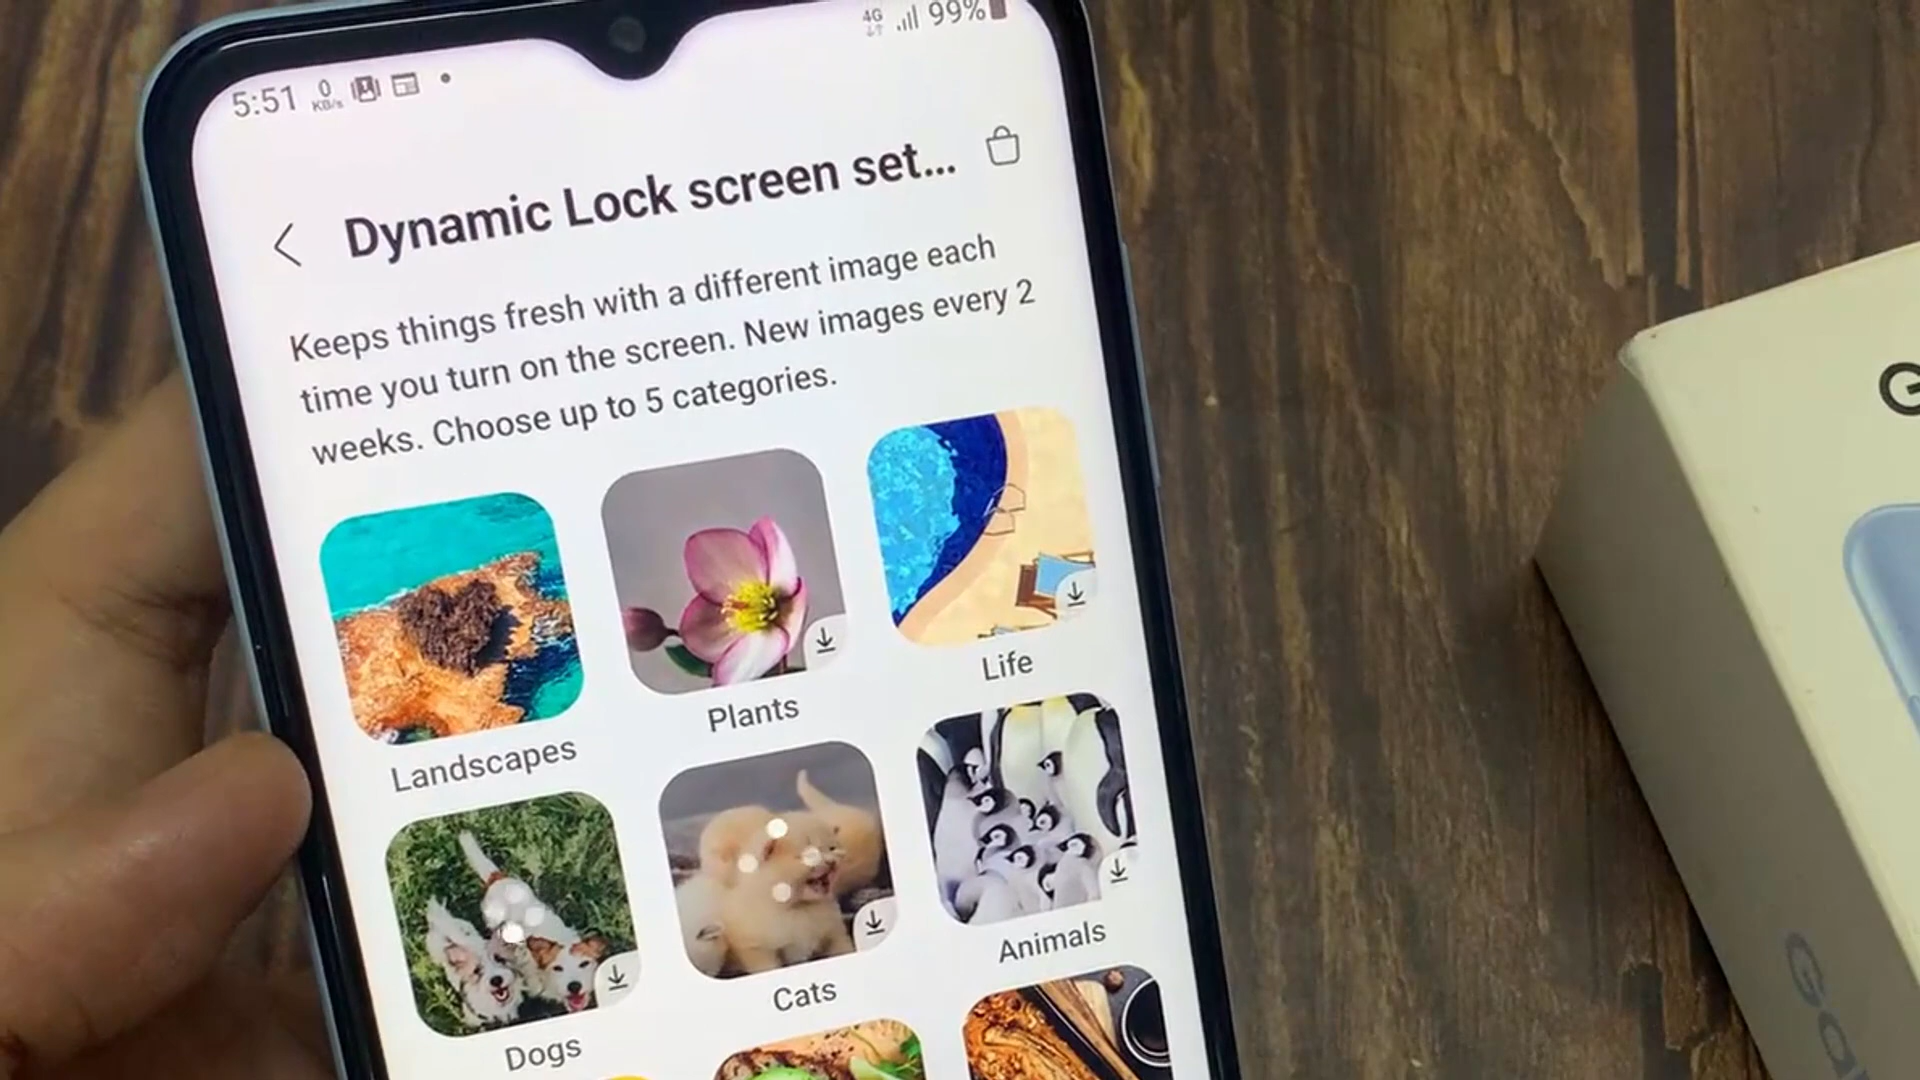 5:51 0 KB/s 4G 99%
Dynamic Lock screen set...
Keeps things fresh with a different image each
time you turn on the screen. New images every 2
weeks. Choose up to 5 categories.
Landscapes Plants Life
Dogs Cats Animals
G
Ga